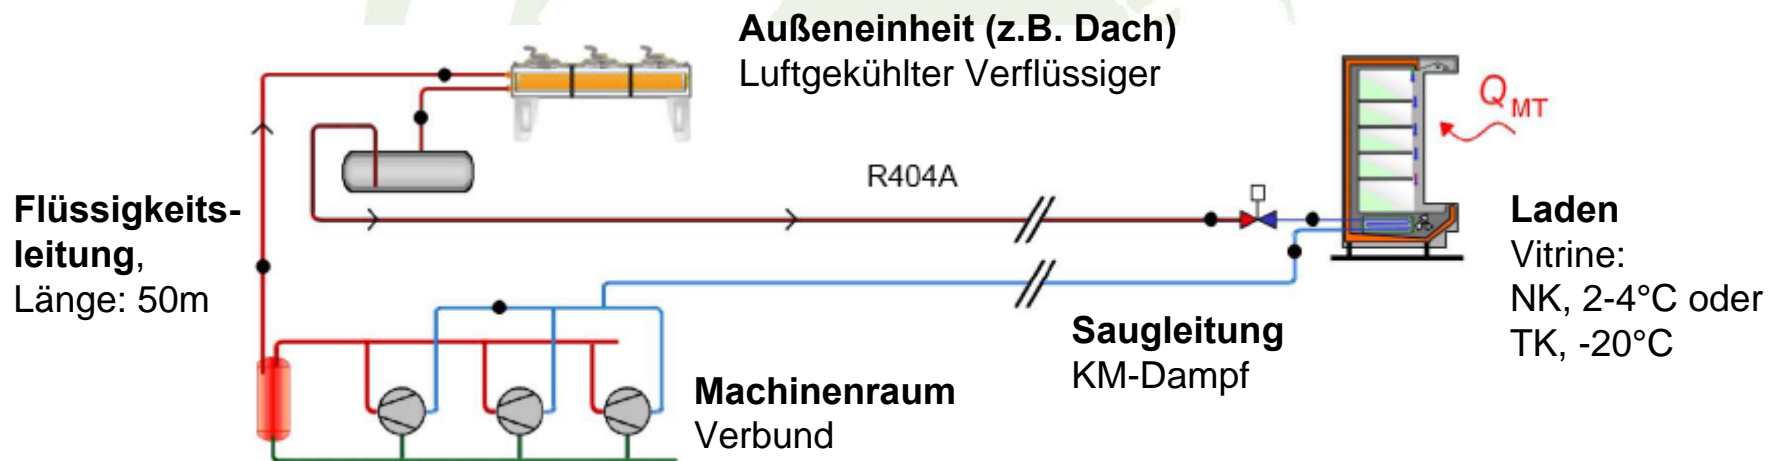 Außeneinheit (z.B. Dach)
Luftgekühlter Verflüssiger
Q MT
R404A
Flüssigkeits-
leitung,
Länge: 50m
Laden
Vitrine:
NK, 2-4°C oder
TK, -20°C
Saugleitung
KM-Dampf
Machinenraum
Verbund